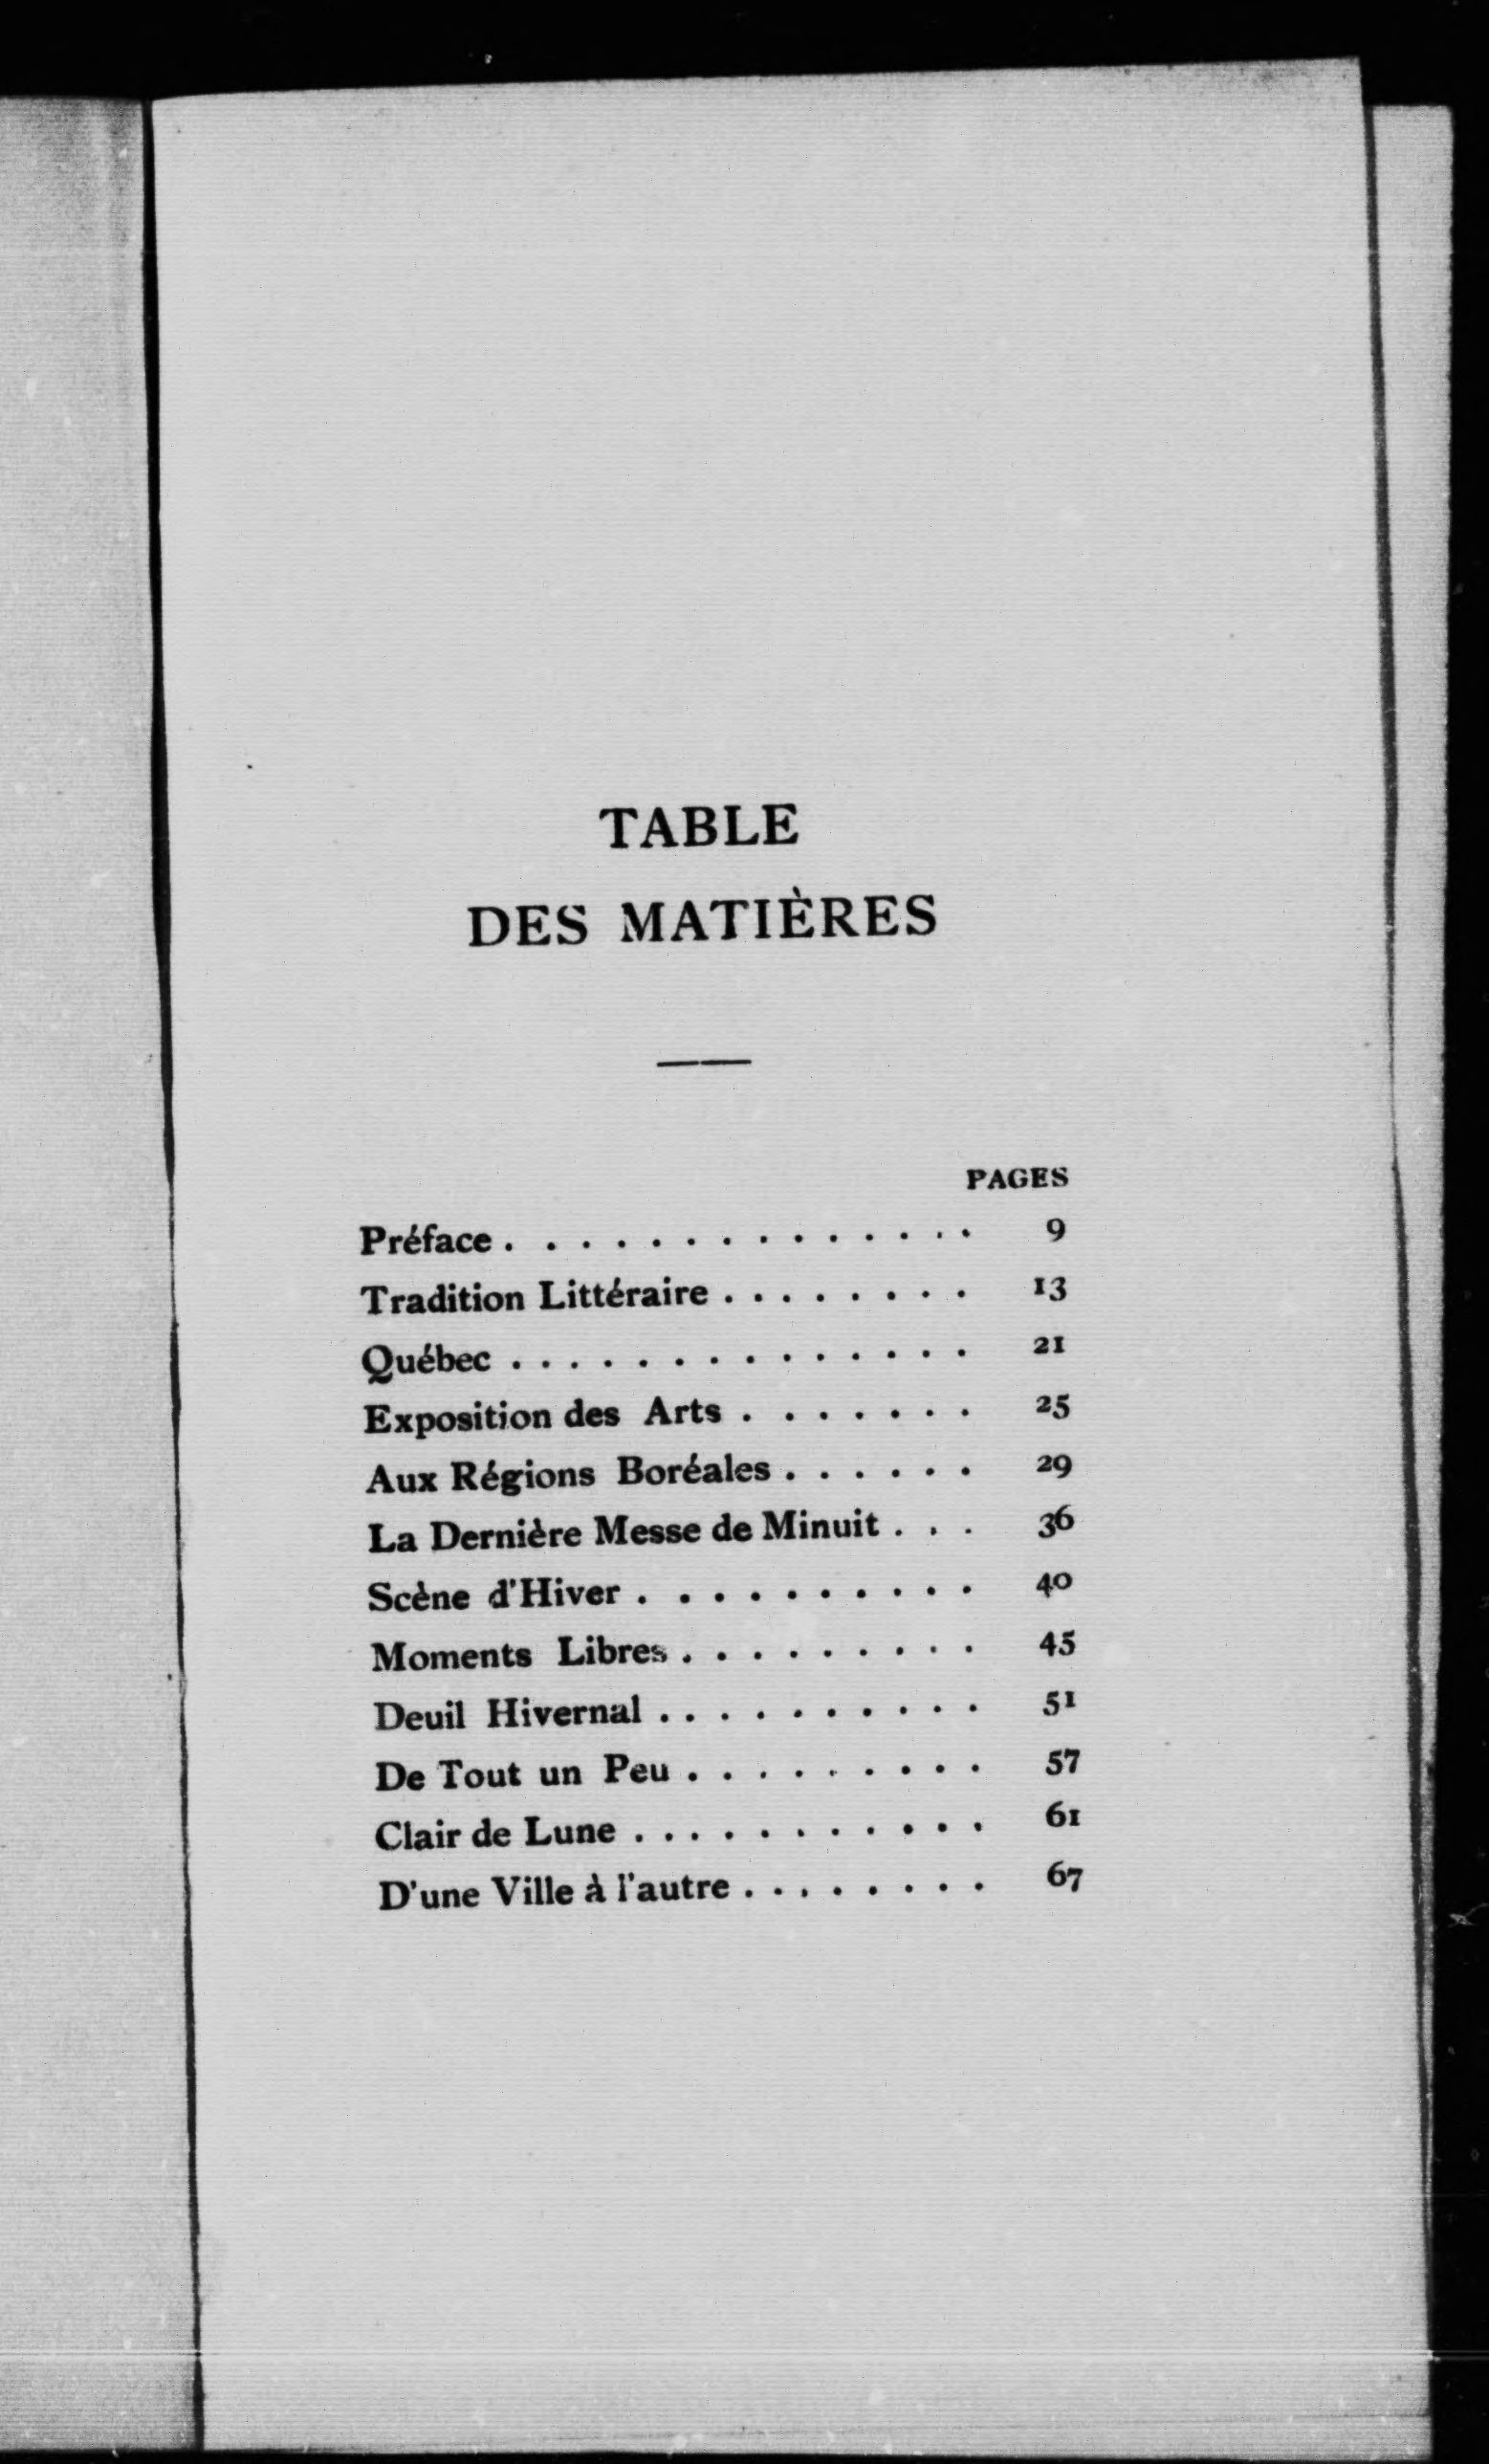 TABLE
DES MATIÈRES
PAGES
Préface . . . . . . . . . . . . . . 9
Tradition Littéraire . . . . . . . . 13
Québec . . . . . . . . . . . . . . 21
Exposition des Arts . . . . . . . 25
Aux Régions Boréales . . . . . . 29
La Dernière Messe de Minuit . . . 36
Scène d'Hiver . . . . . . . . . . 40
Moments Libres . . . . . . . . . 45
Deuil Hivernal . . . . . . . . . . 51
De Tout un Peu . . . . . . . . . 57
Clair de Lune . . . . . . . . . . . 61
D'une Ville à l'autre . . . . . . . . 67